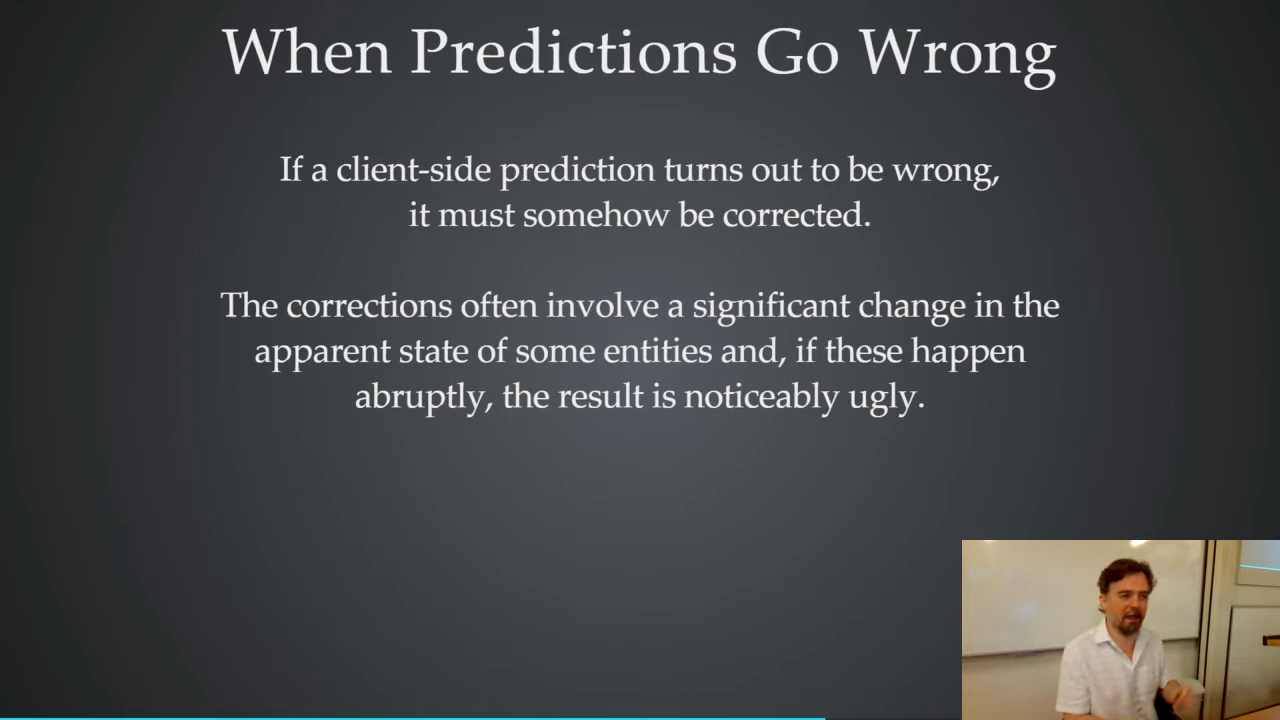 When Predictions Go Wrong
If a client-side prediction turns out to be wrong,
it must somehow be corrected.
The corrections often involve a significant change in the
apparent state of some entities and, if these happen
abruptly, the result is noticeably ugly.